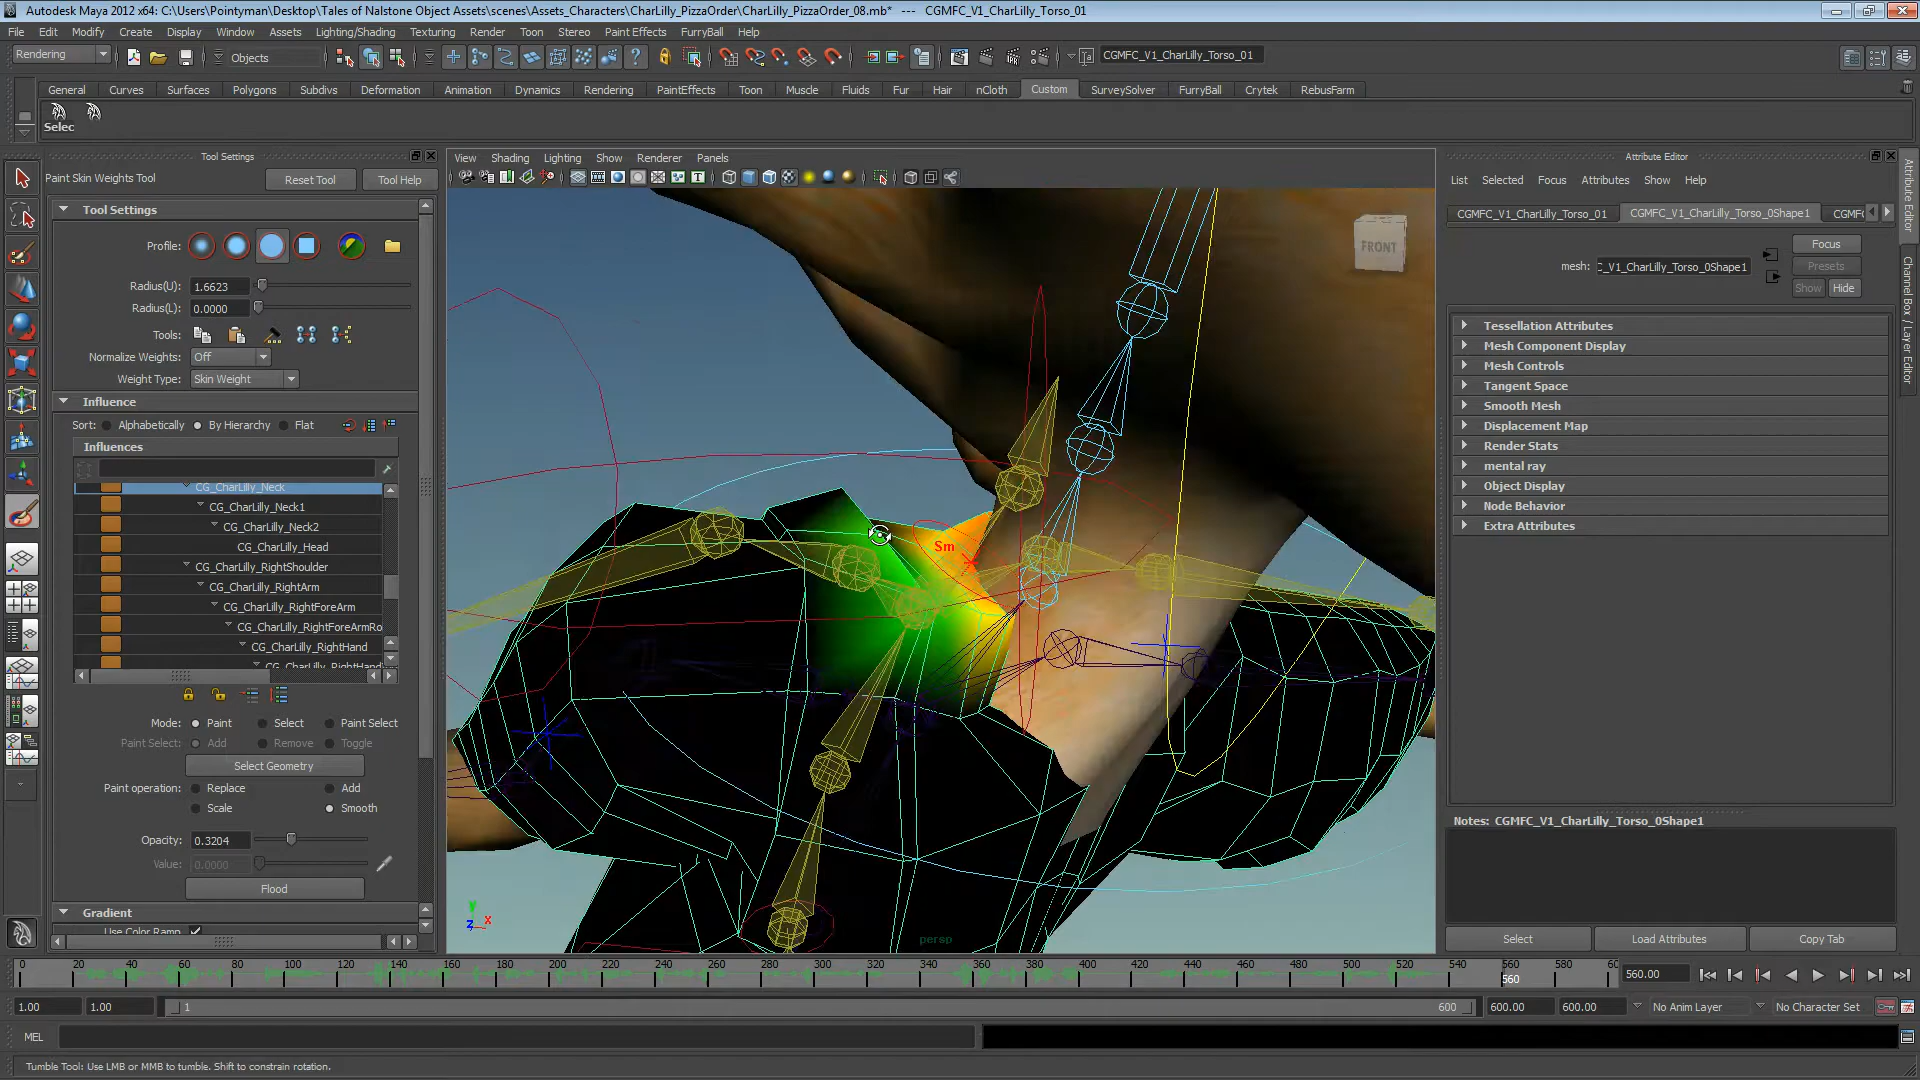 Autodesk Maya 2012 x64: C:\Users\Pointyman\Desktop\Tales of Nalstone Object Assets\scenes\Assets_Characters\CharLilly_PizzaOrder\CharLilly_PizzaOrder_08.mb* --- CGMFC_V1_CharLilly_Torso_01
File Edit Modify Create Display Window Assets Lighting/Shading Texturing Render Toon Stereo Paint Effects FurryBall Help
Rendering Objects CGMFC_V1_CharLilly_Torso_01
General Curves Surfaces Polygons Subdivs Deformation Animation Dynamics Rendering PaintEffects Toon Muscle Fluids Fur Hair nCloth Custom SurveySolver FurryBall Crytek RebusFarm
Selec
Tool Settings
Paint Skin Weights Tool Reset Tool Tool Help
Tool Settings
Profile:
Radius(U): 1.6623
Radius(L): 0.0000
Tools:
Normalize Weights: Off
Weight Type: Skin Weight
Influence
Sort: Alphabetically By Hierarchy Flat
Influences
CG_CharLilly_Neck
CG_CharLilly_Neck1
CG_CharLilly_Neck2
CG_CharLilly_Head
CG_CharLilly_RightShoulder
CG_CharLilly_RightArm
CG_CharLilly_RightForeArm
CG_CharLilly_RightForeArmRo
CG_CharLilly_RightHand
CG_CharLilly_RightHand
Mode: Paint Select Paint Select
Paint Select: Add Remove Toggle
Select Geometry
Paint operation: Replace Add
Scale Smooth
Opacity: 0.3204
Value: 0.0000
Flood
Gradient
Use Color Ramp
View Shading Lighting Show Renderer Panels
FRONT
Sm
persp
y
z x
Attribute Editor
List Selected Focus Attributes Show Help
CGMFC_V1_CharLilly_Torso_01 CGMFC_V1_CharLilly_Torso_0Shape1 CGMF
Focus
mesh: C_V1_CharLilly_Torso_0Shape1 Presets
Show Hide
Tessellation Attributes
Mesh Component Display
Mesh Controls
Tangent Space
Smooth Mesh
Displacement Map
Render Stats
mental ray
Object Display
Node Behavior
Extra Attributes
Notes: CGMFC_V1_CharLilly_Torso_0Shape1
Select Load Attributes Copy Tab
Attribute Editor
Channel Box / Layer Editor
0 20 40 60 80 100 120 140 160 180 200 220 240 260 280 300 320 340 360 380 400 420 440 460 480 500 520 540 560 580 60
560
560.00
1.00 1.00 1 600 600.00 600.00 No Anim Layer No Character Set
MEL
Tumble Tool: Use LMB or MMB to tumble. Shift to constrain rotation.